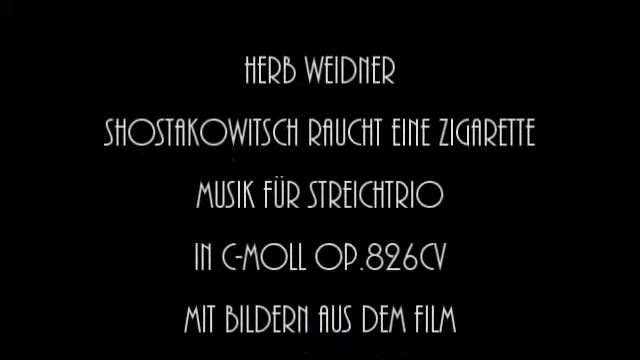 HERB WEIDNER
SHOSTAKOWITSCH RAUCHT EINE ZIGARETTE
MUSIK FÜR STREICHTRIO
IN C-MOLL OP.826CV
MIT BILDERN AUS DEM FILM